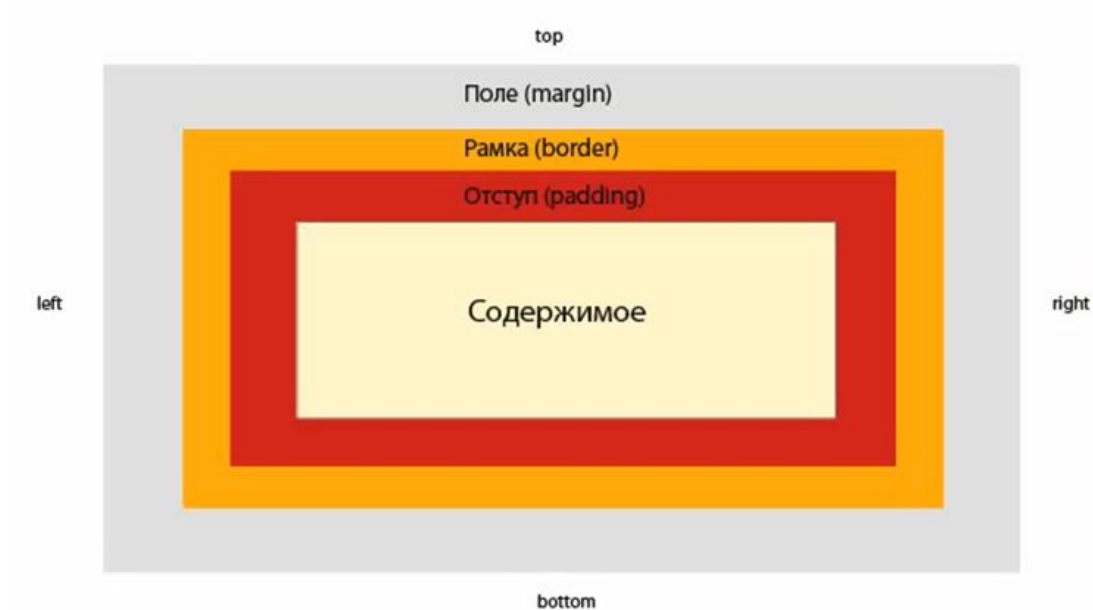 top
Поле (margin)
Рамка (border)
Отступ (padding)
left
Содержимое
right
bottom